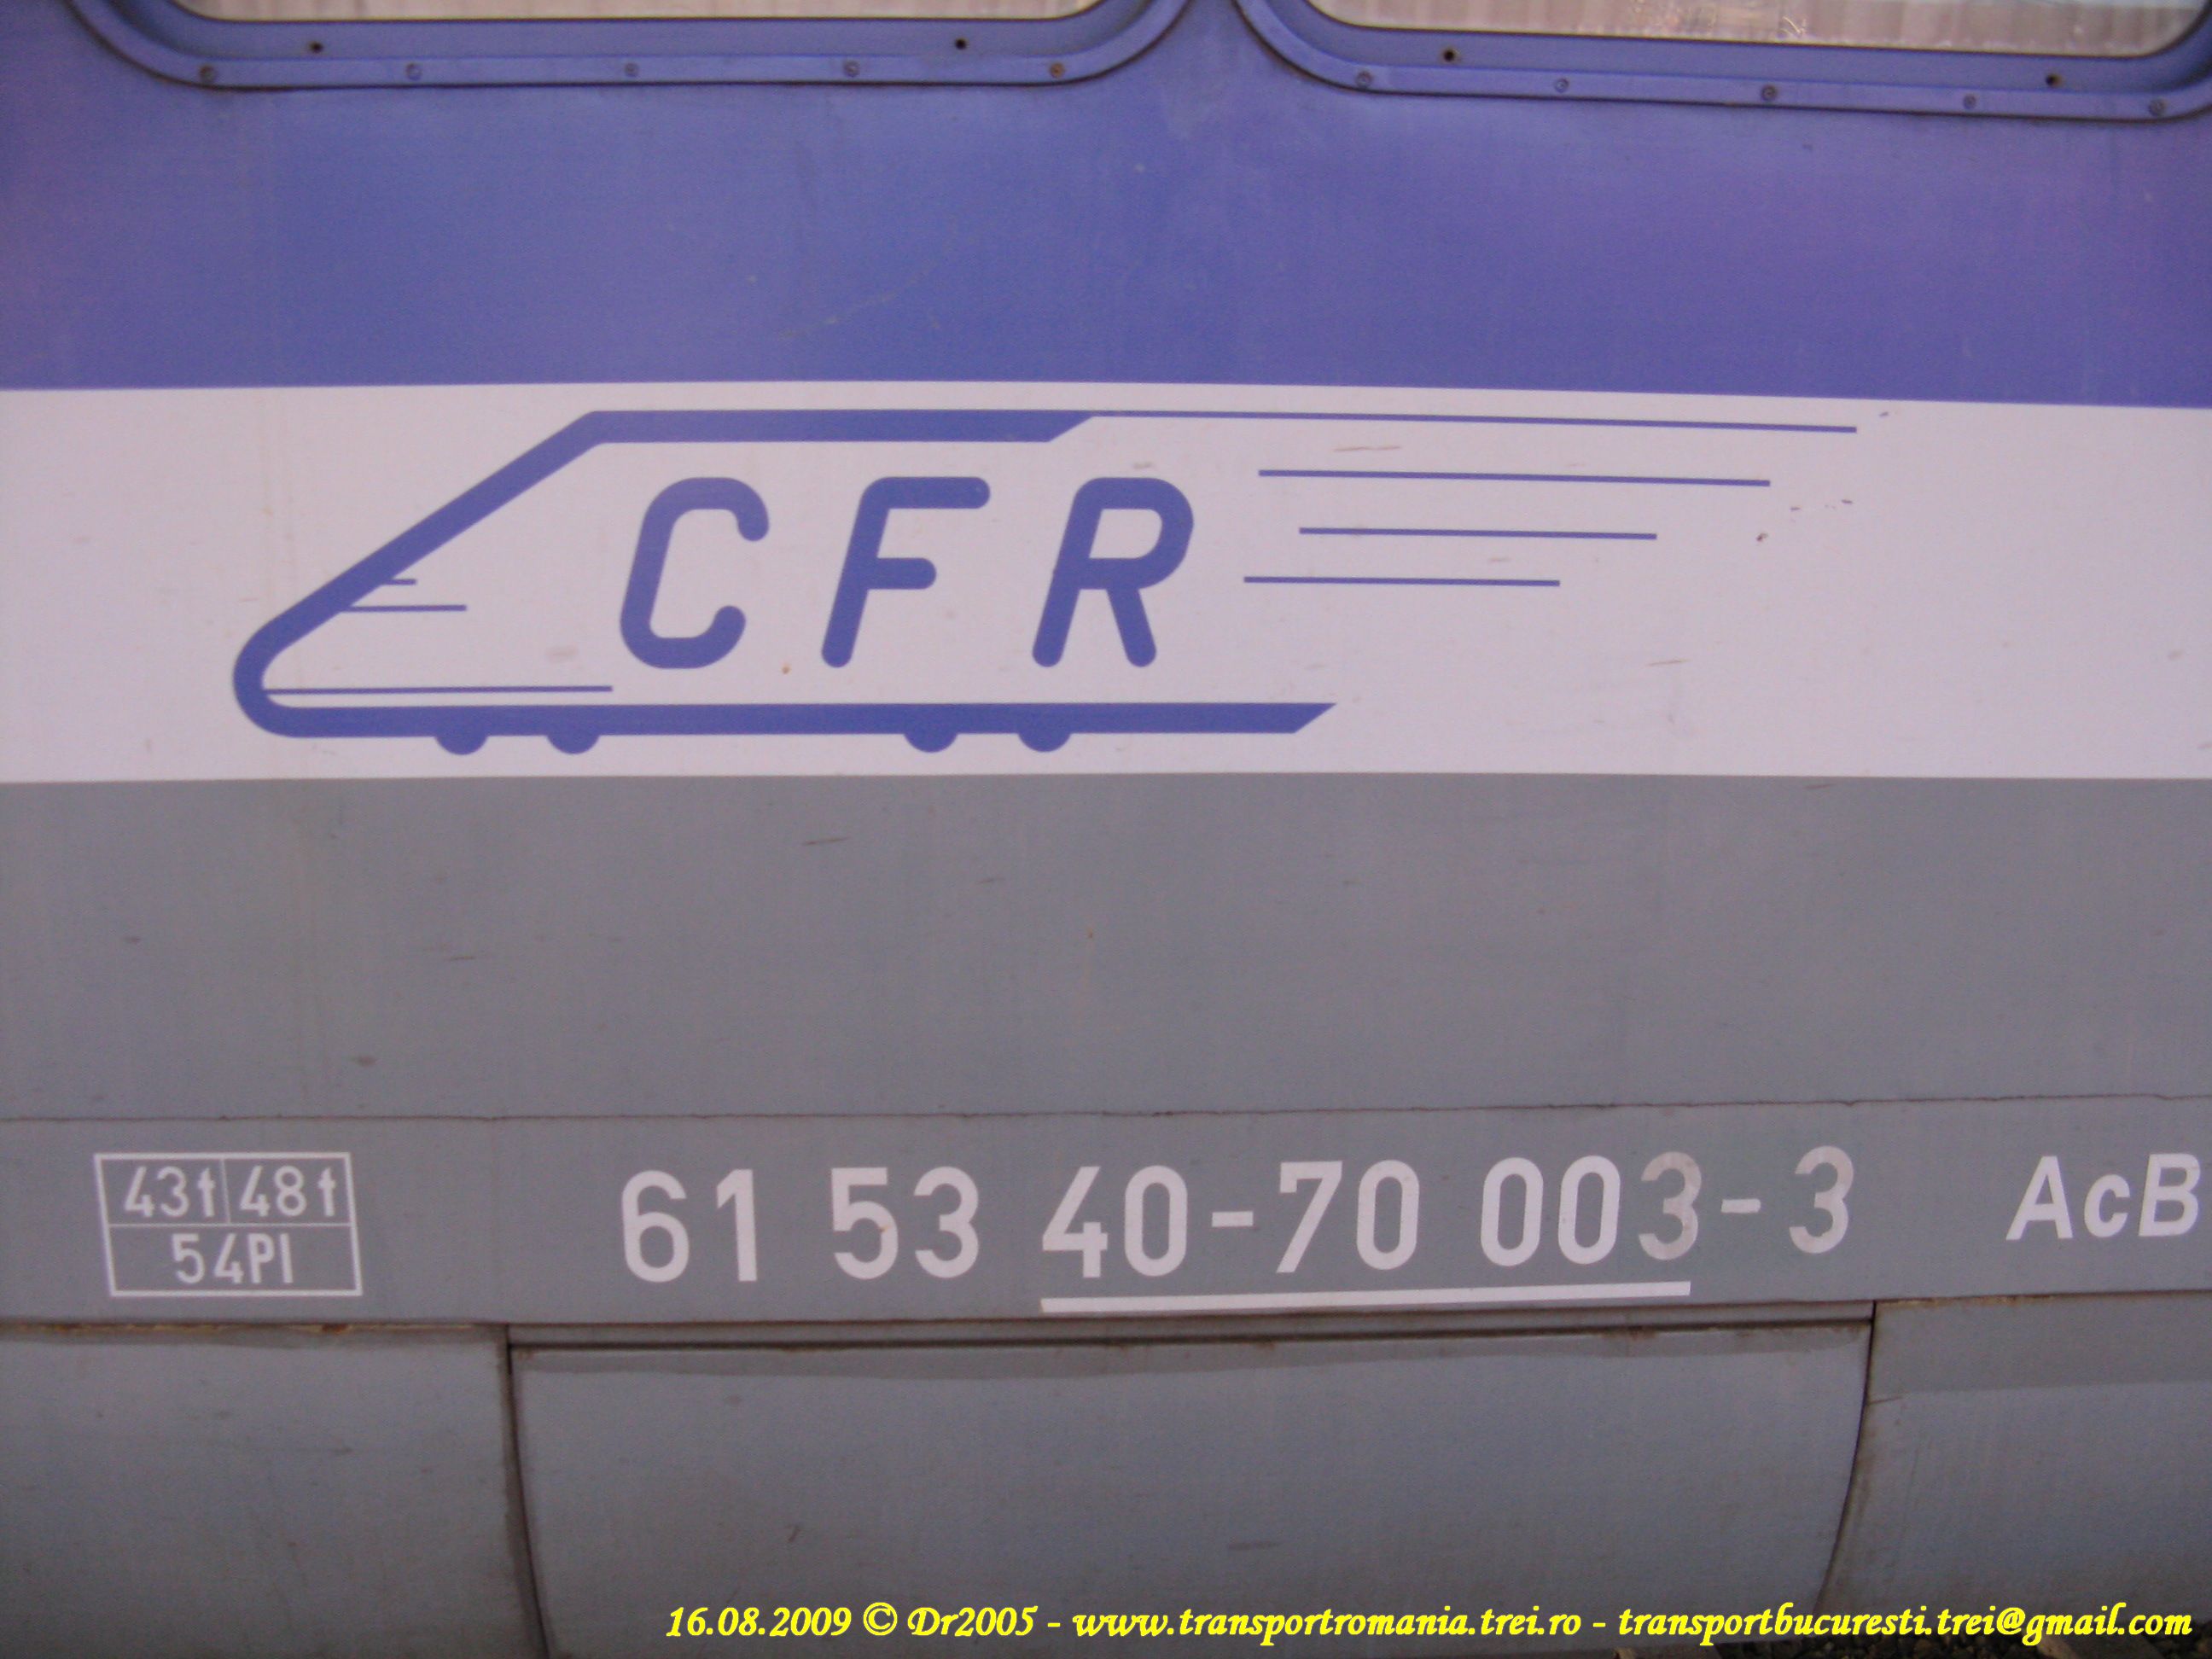 CFR
43t 48t
54Pl
61 53 40-70 003-3 AcB
16.08.2009 © Dr2005 - www.transportromania.trei.ro - transportbucuresti.trei@gmail.com